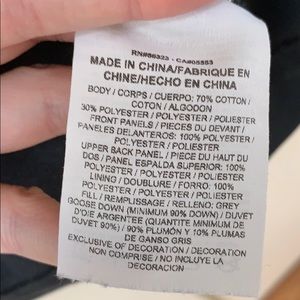 RN#56323 - CA#05553
MADE IN CHINA/FABRIQUE EN
CHINE/HECHO EN CHINA
BODY / CORPS / CUERPO: 70% COTTON /
COTON / ALGODON
30% POLYESTER / POLYESTER / POLIESTER
FRONT PANELS / PIECES DU DEVANT /
PANELES DELANTEROS: 100% POLYESTER /
POLYESTER / POLIESTER
UPPER BACK PANEL / PIECE DU HAUT DU
DOS / PANEL ESPALDA SUPERIOR: 100%
POLYESTER / POLYESTER / POLIESTER
LINING / DOUBLURE / FORRO: 100%
POLYESTER / POLYESTER / POLIESTER
FILL / REMPLISSAGE / RELLENO: GREY
GOOSE DOWN (MINIMUM 90% DOWN) / DUVET
D'OIE ARGENTEE (QUANTITE MINIMUM DE
DUVET 90%) / 90% PLUMÓN Y 10% PLUMAS
DE GANSO GRIS
EXCLUSIVE OF DECORATION / DECORATION
NON COMPRISE / NO INCLUYE LA
DECORACION